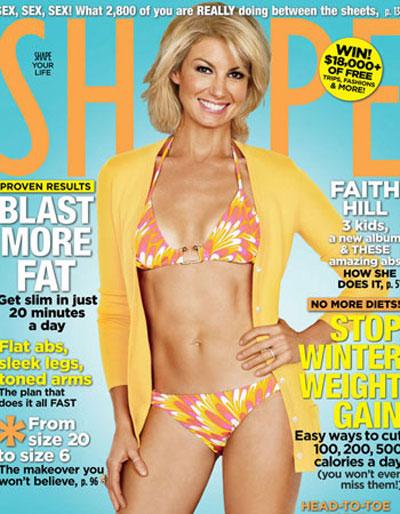 SEX, SEX, SEX! What 2,800 of you are REALLY doing between the sheets,
SHAPE
SHAPE
YOUR
LIFE
WIN!
$18,000+
OF FREE
TRIPS, FASHIONS
& MORE!
PROVEN RESULTS
BLAST
MORE
FAT
Get slim in just
20 minutes
a day
Flat abs,
sleek legs,
toned arms
The plan that
does it all FAST
*From
size 20
to size 6
The makeover you
won't believe, p. 96
FAITH
HILL
3 kids,
a new album
& THESE
amazing abs
HOW SHE
DOES IT,
NO MORE DIETS!
STOP
WINTER
WEIGHT
GAIN
Easy ways to cut
100, 200, 500
calories a day
(you won't even
miss them!)
HEAD-TO-TOE